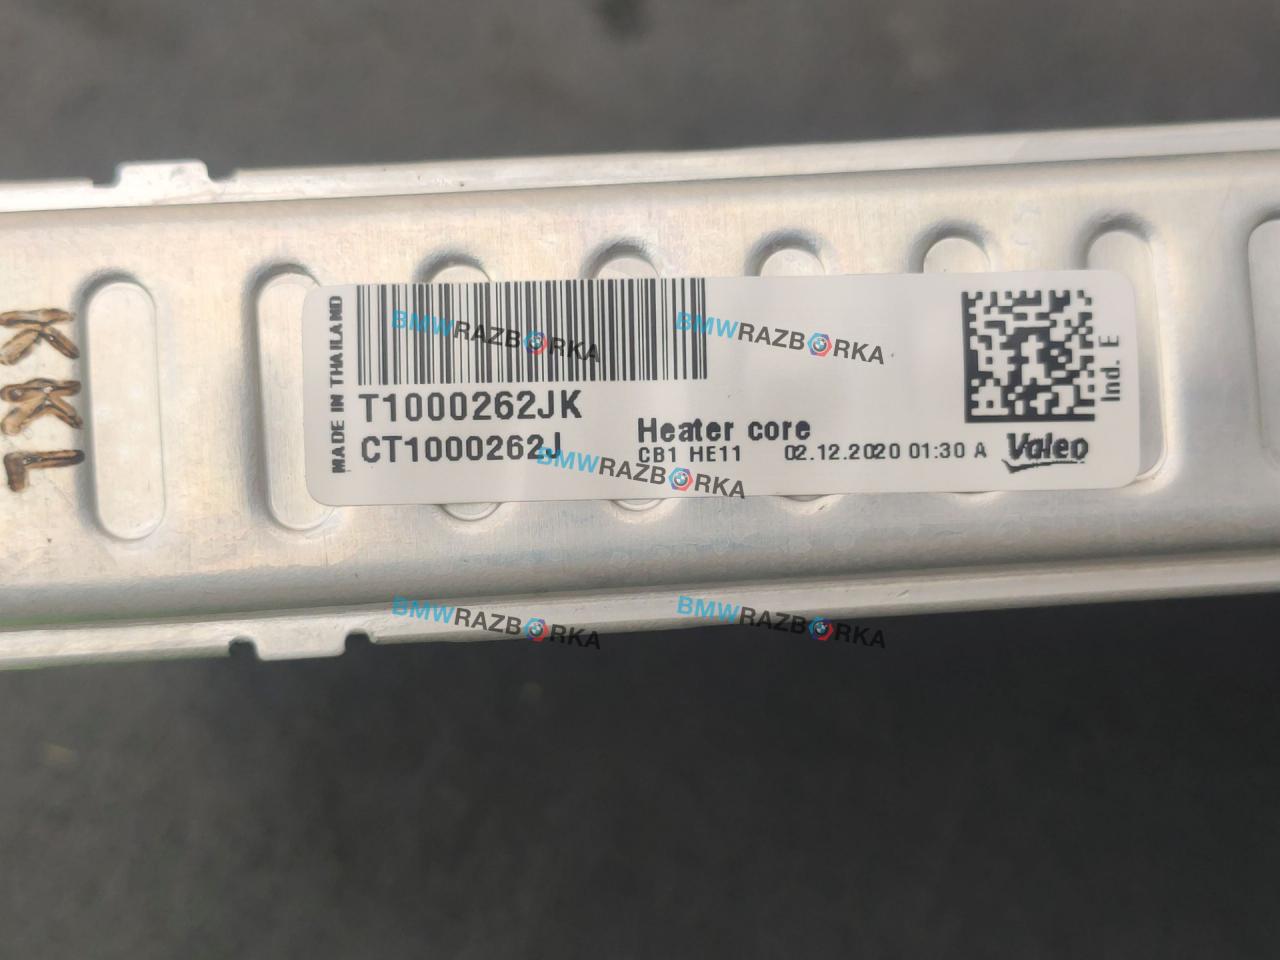 KKL
MADE IN THAILAND
T1000262JK
CT1000262J
Heater core
CB1 HE11 02.12.2020 01:30 A
Ind. E
Valeo
BMWRAZBORKA
BMWRAZBORKA
BMWRAZBORKA
BMWRAZBORKA
BMWRAZBORKA